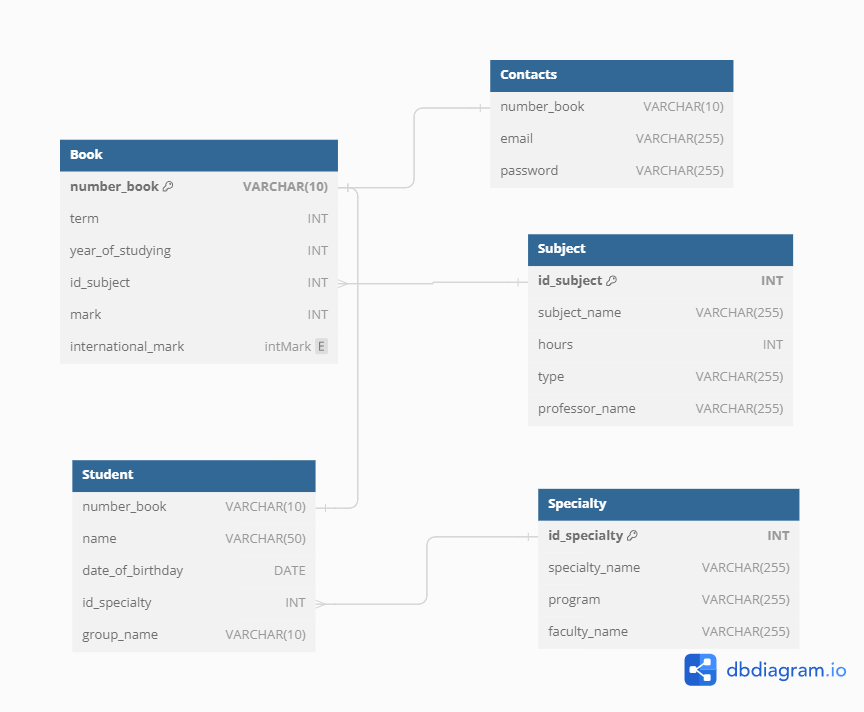 Contacts
number_book VARCHAR(10)
email VARCHAR(255)
password VARCHAR(255)
Book
number_book VARCHAR(10)
term INT
year_of_studying INT
id_subject INT
mark INT
international_mark intMark E
Subject
id_subject INT
subject_name VARCHAR(255)
hours INT
type VARCHAR(255)
professor_name VARCHAR(255)
Student
number_book VARCHAR(10)
name VARCHAR(50)
date_of_birthday DATE
id_specialty INT
group_name VARCHAR(10)
Specialty
id_specialty INT
specialty_name VARCHAR(255)
program VARCHAR(255)
faculty_name VARCHAR(255)
dbdiagram.io